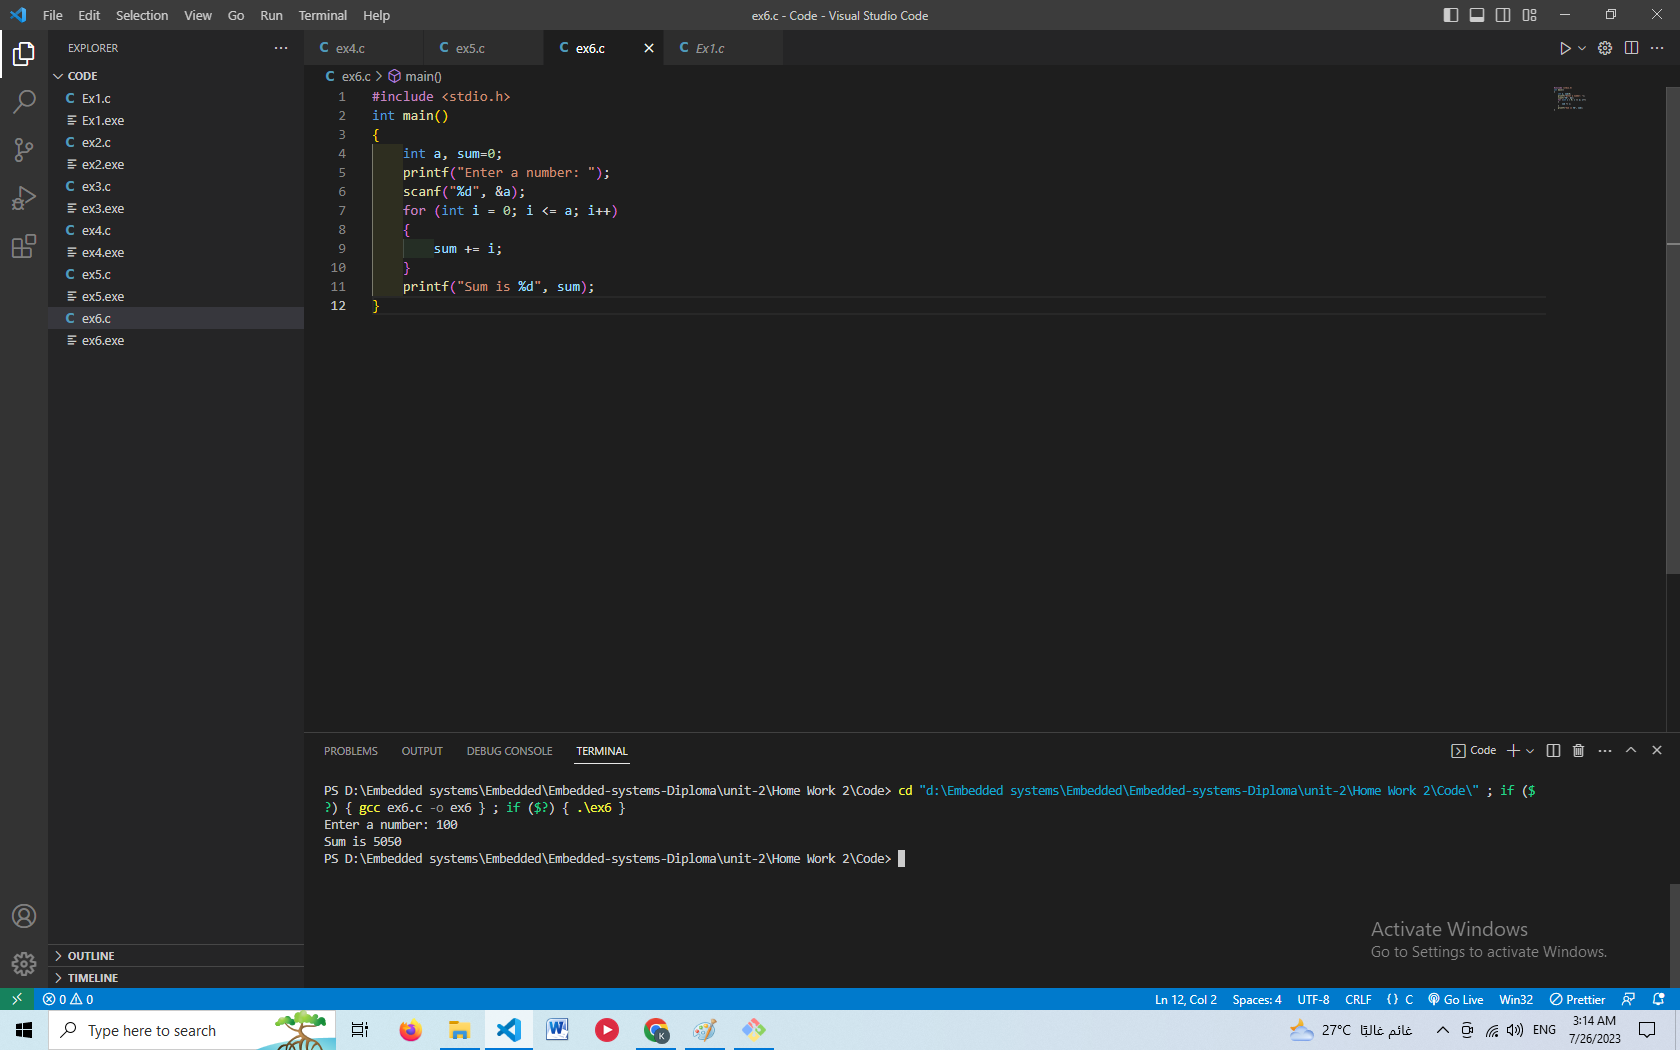 File Edit Selection View Go Run Terminal Help
ex6.c - Code - Visual Studio Code
EXPLORER
CODE
Ex1.c
Ex1.exe
ex2.c
ex2.exe
ex3.c
ex3.exe
ex4.c
ex4.exe
ex5.c
ex5.exe
ex6.c
ex6.exe
OUTLINE
TIMELINE
C ex4.c C ex5.c C ex6.c C Ex1.c
C ex6.c > main()
1 #include <stdio.h>
2 int main()
3 {
4 int a, sum=0;
5 printf("Enter a number: ");
6 scanf("%d", &a);
7 for (int i = 0; i <= a; i++)
8 {
9 sum += i;
10 }
11 printf("Sum is %d", sum);
12 }
PROBLEMS OUTPUT DEBUG CONSOLE TERMINAL
Code
PS D:\Embedded systems\Embedded\Embedded-systems-Diploma\unit-2\Home Work 2\Code> cd "d:\Embedded systems\Embedded\Embedded-systems-Diploma\unit-2\Home Work 2\Code\" ; if ($
?) { gcc ex6.c -o ex6 } ; if ($?) { .\ex6 }
Enter a number: 100
Sum is 5050
PS D:\Embedded systems\Embedded\Embedded-systems-Diploma\unit-2\Home Work 2\Code>
Activate Windows
Go to Settings to activate Windows.
0 0 Ln 12, Col 2 Spaces: 4 UTF-8 CRLF {} C Go Live Win32 Prettier
Type here to search
27°C غائم غالبًا ENG
3:14 AM
7/26/2023